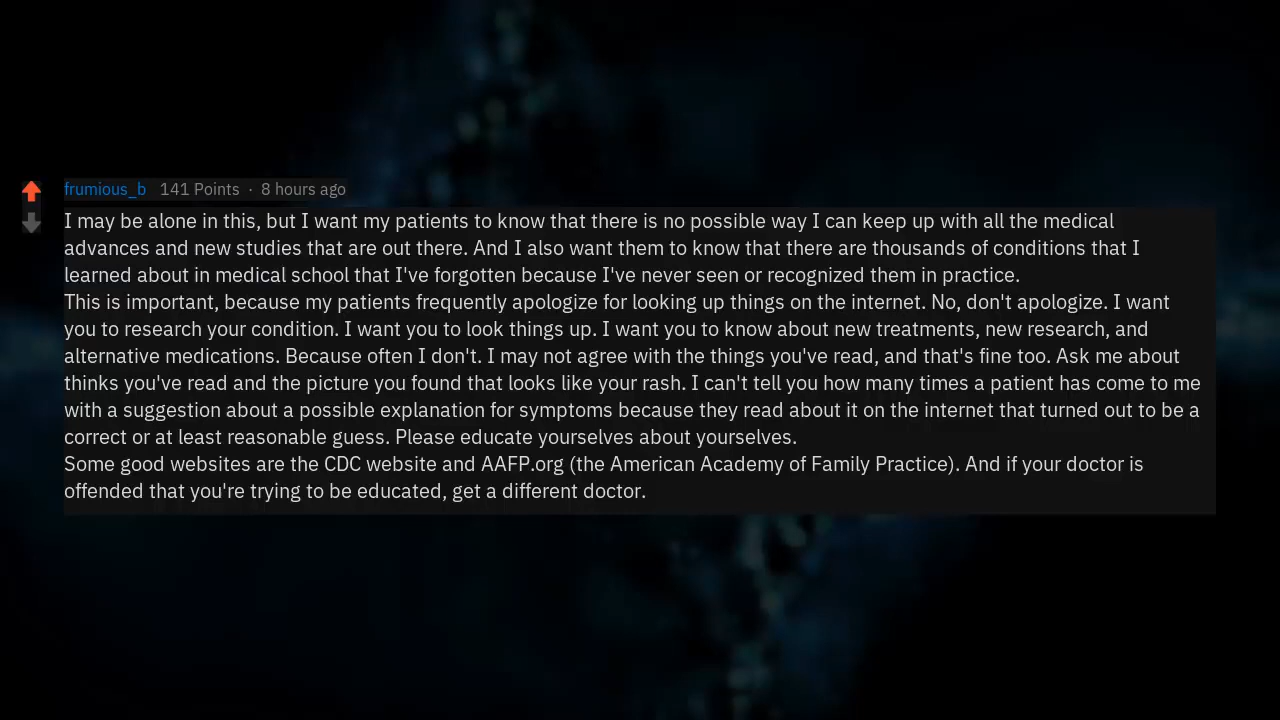 frumious_b 141 Points · 8 hours ago
I may be alone in this, but I want my patients to know that there is no possible way I can keep up with all the medical
advances and new studies that are out there. And I also want them to know that there are thousands of conditions that I
learned about in medical school that I've forgotten because I've never seen or recognized them in practice.
This is important, because my patients frequently apologize for looking up things on the internet. No, don't apologize. I want
you to research your condition. I want you to look things up. I want you to know about new treatments, new research, and
alternative medications. Because often I don't. I may not agree with the things you've read, and that's fine too. Ask me about
thinks you've read and the picture you found that looks like your rash. I can't tell you how many times a patient has come to me
with a suggestion about a possible explanation for symptoms because they read about it on the internet that turned out to be a
correct or at least reasonable guess. Please educate yourselves about yourselves.
Some good websites are the CDC website and AAFP.org (the American Academy of Family Practice). And if your doctor is
offended that you're trying to be educated, get a different doctor.